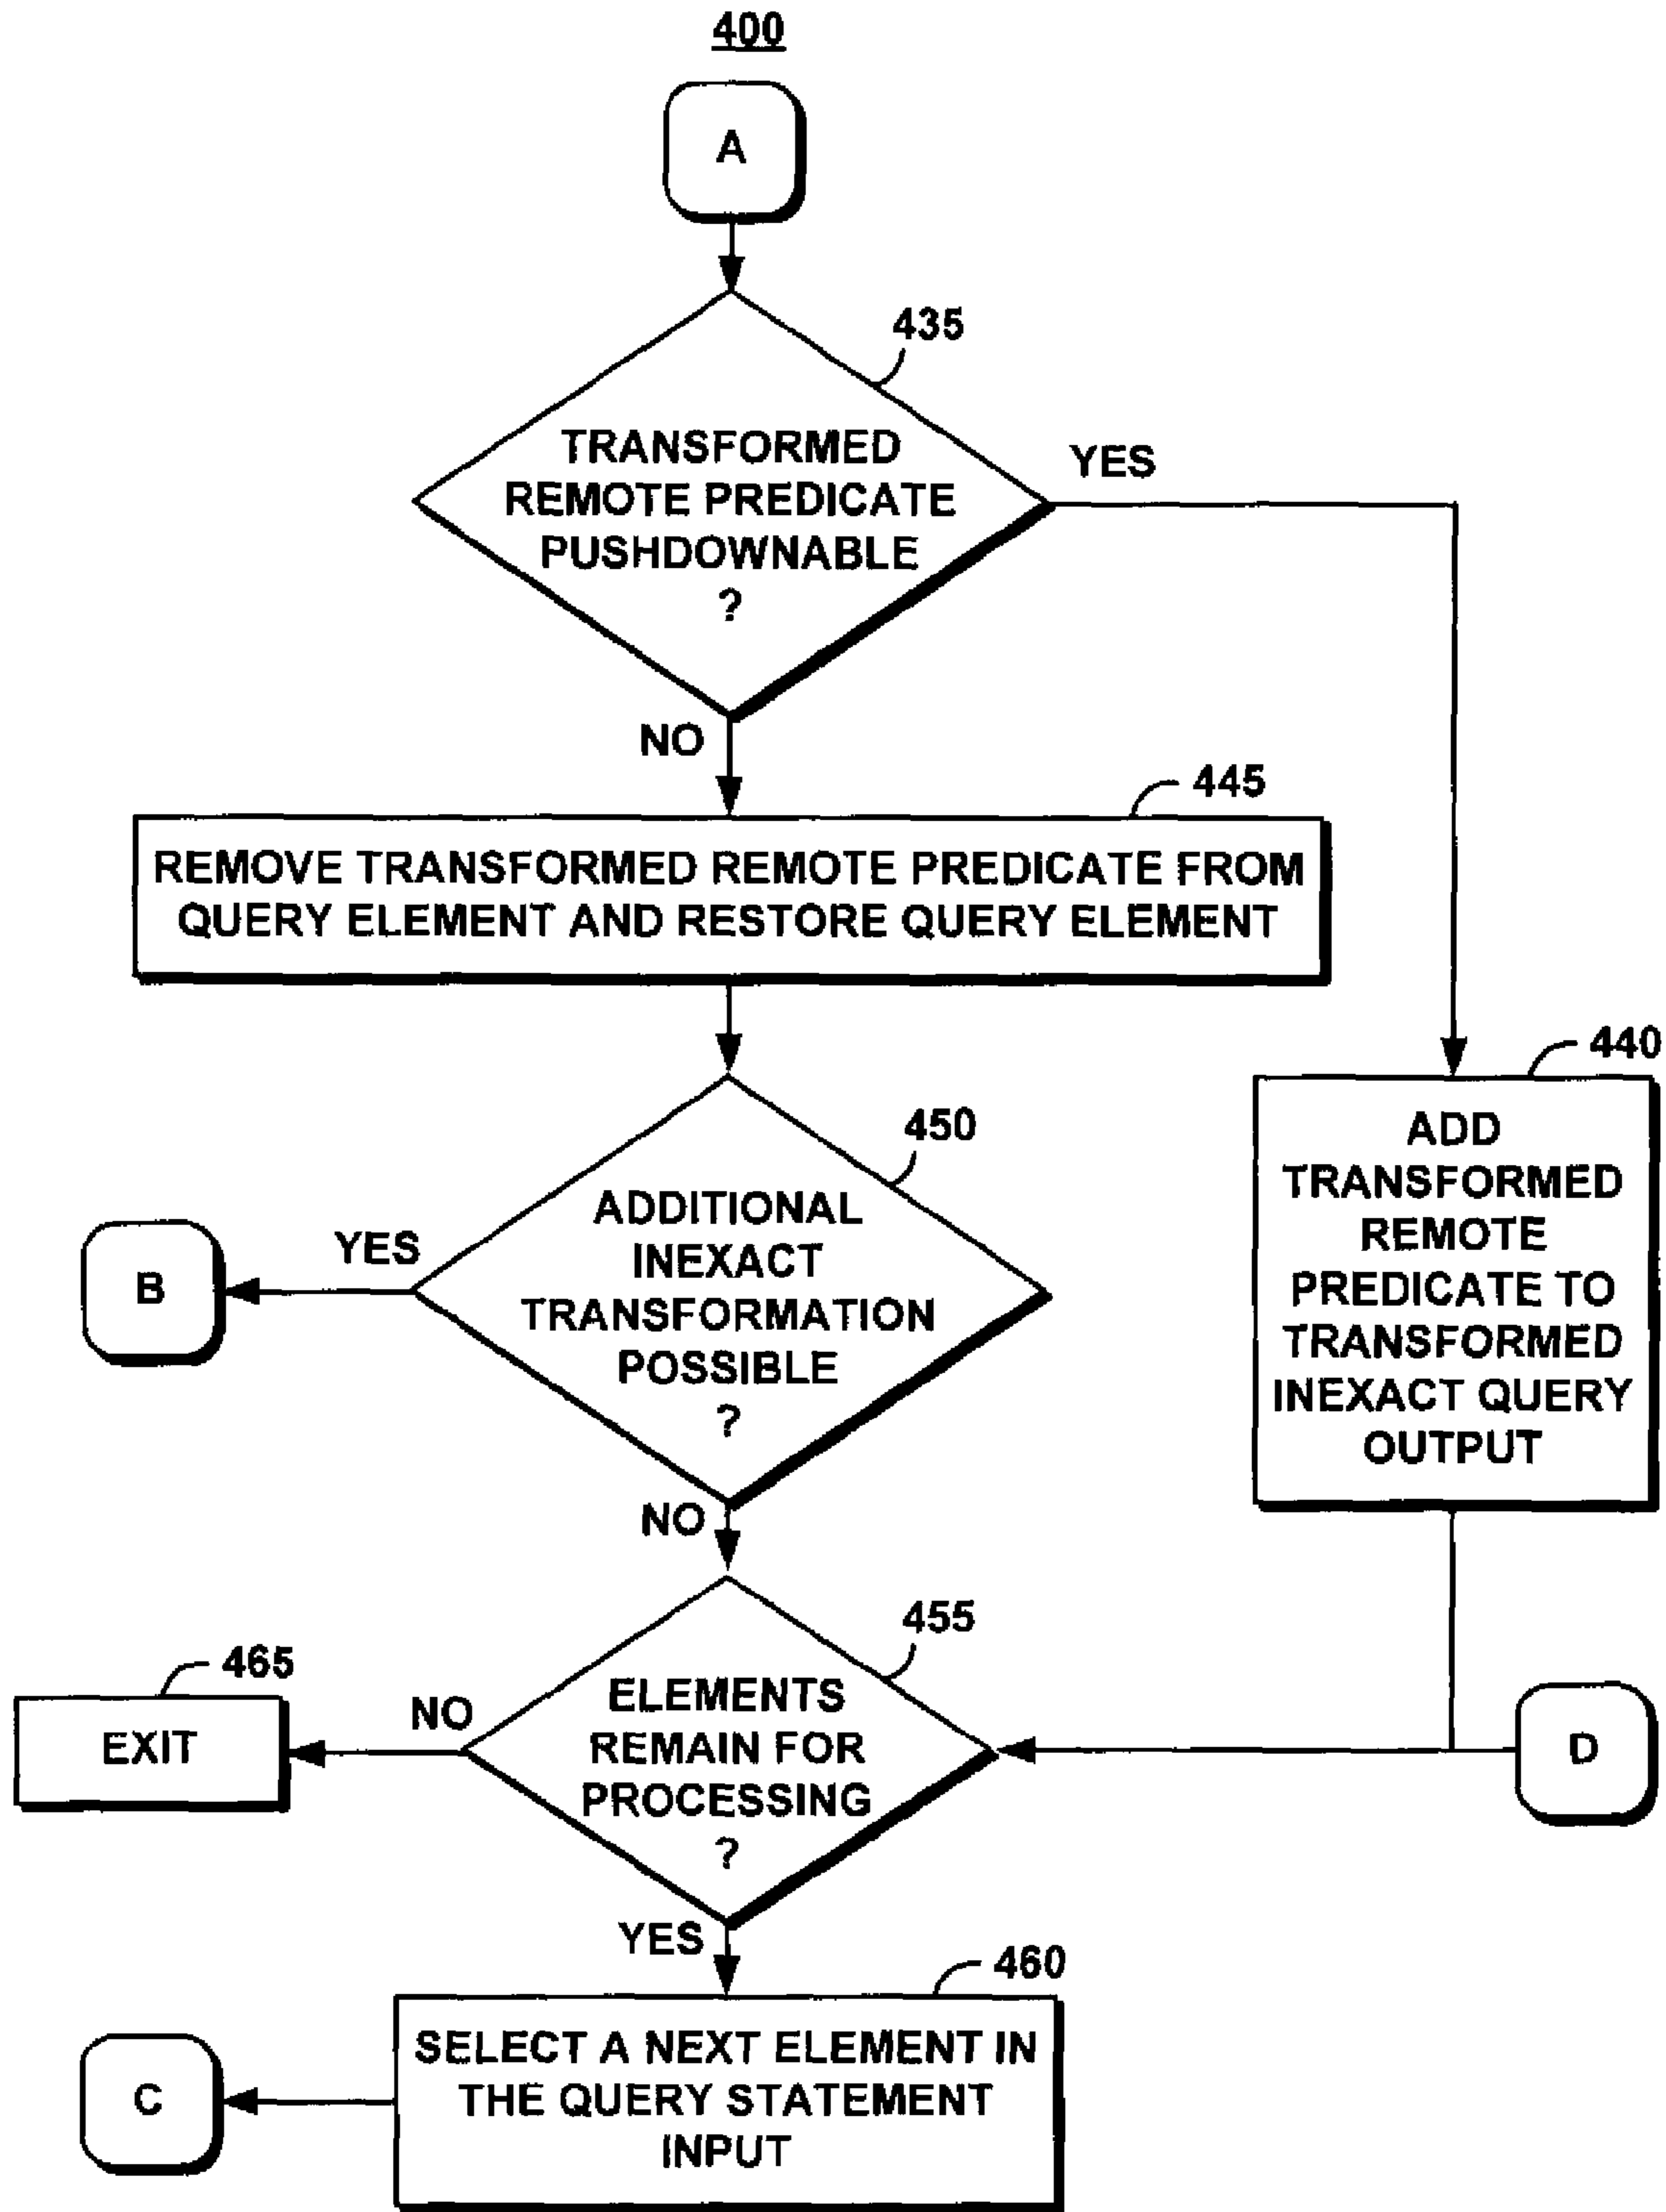 400
A
435
TRANSFORMED
REMOTE PREDICATE
PUSHDOWNABLE
?
YES
NO
445
REMOVE TRANSFORMED REMOTE PREDICATE FROM
QUERY ELEMENT AND RESTORE QUERY ELEMENT
440
ADD
TRANSFORMED
REMOTE
PREDICATE TO
TRANSFORMED
INEXACT QUERY
OUTPUT
450
ADDITIONAL
INEXACT
TRANSFORMATION
POSSIBLE
?
YES
B
NO
455
ELEMENTS
REMAIN FOR
PROCESSING
?
465
NO
EXIT
D
YES
460
SELECT A NEXT ELEMENT IN
THE QUERY STATEMENT
INPUT
C